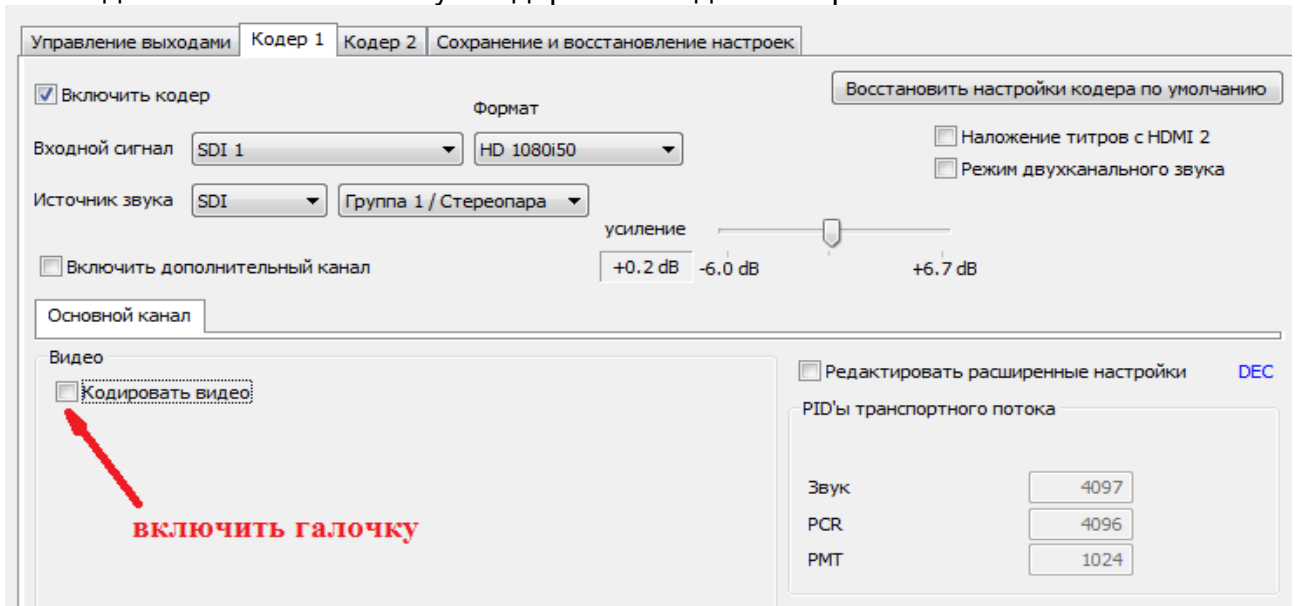 Управление выходами Кодер 1 Кодер 2 Сохранение и восстановление настроек
Включить кодер
Восстановить настройки кодера по умолчанию
Формат
Входной сигнал SDI 1 HD 1080i50
Наложение титров с HDMI 2
Режим двухканального звука
Источник звука SDI Группа 1 / Стереопара
усиление
Включить дополнительный канал +0.2 dB -6.0 dB +6.7 dB
Основной канал
Видео
Кодировать видео
Редактировать расширенные настройки DEC
PID'ы транспортного потока
Звук 4097
PCR 4096
PMT 1024
включить галочку